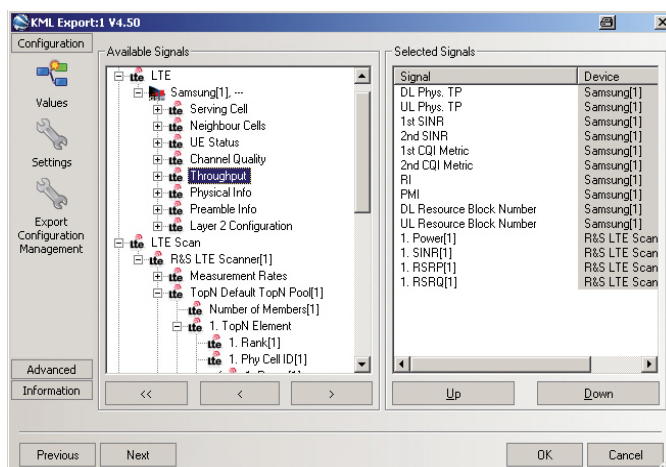 KML Export:1 V4.50
Configuration
Values
Settings
Export
Configuration
Management
Advanced
Information
Available Signals
LTE
Samsung[1], ...
Serving Cell
Neighbour Cells
UE Status
Channel Quality
Throughput
Physical Info
Preamble Info
Layer 2 Configuration
LTE Scan
R&S LTE Scanner[1]
Measurement Rates
TopN Default TopN Pool[1]
Number of Members[1]
1. TopN Element
1. Rank[1]
1. Phy Cell ID[1]
<< < >
Selected Signals
Signal Device
DL Phys. TP Samsung[1]
UL Phys. TP Samsung[1]
1st SINR Samsung[1]
2nd SINR Samsung[1]
1st CQI Metric Samsung[1]
2nd CQI Metric Samsung[1]
RI Samsung[1]
PMI Samsung[1]
DL Resource Block Number Samsung[1]
UL Resource Block Number Samsung[1]
1. Power[1] R&S LTE Scan
1. SINR[1] R&S LTE Scan
1. RSRP[1] R&S LTE Scan
1. RSRQ[1] R&S LTE Scan
Up Down
Previous Next OK Cancel